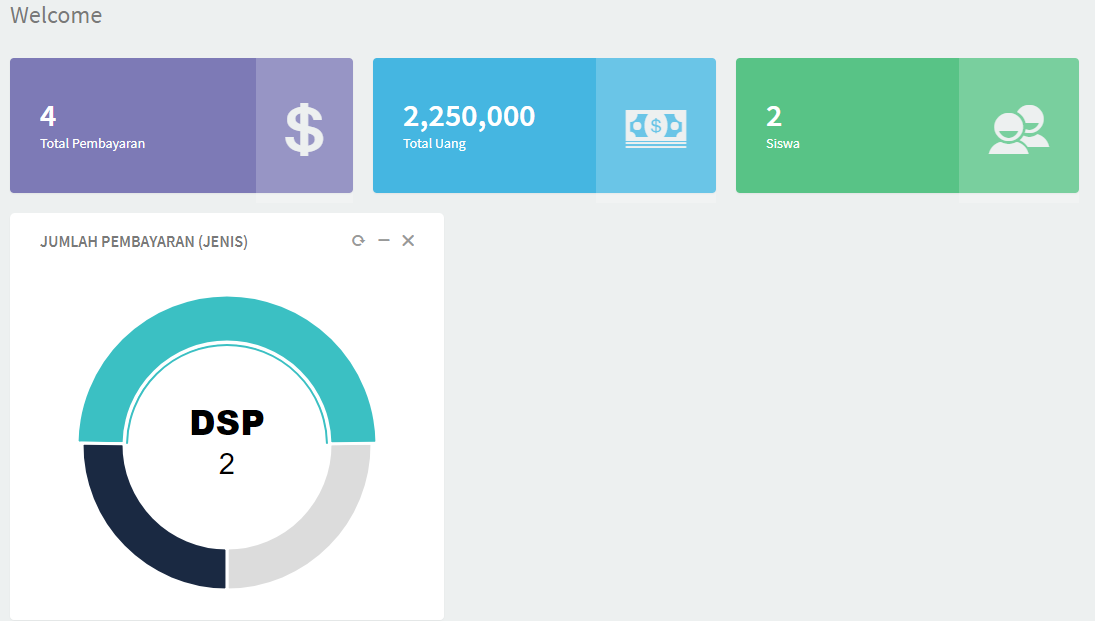 Welcome
4
Total Pembayaran
$
2,250,000
Total Uang
$
2
Siswa
JUMLAH PEMBAYARAN (JENIS)
DSP
2